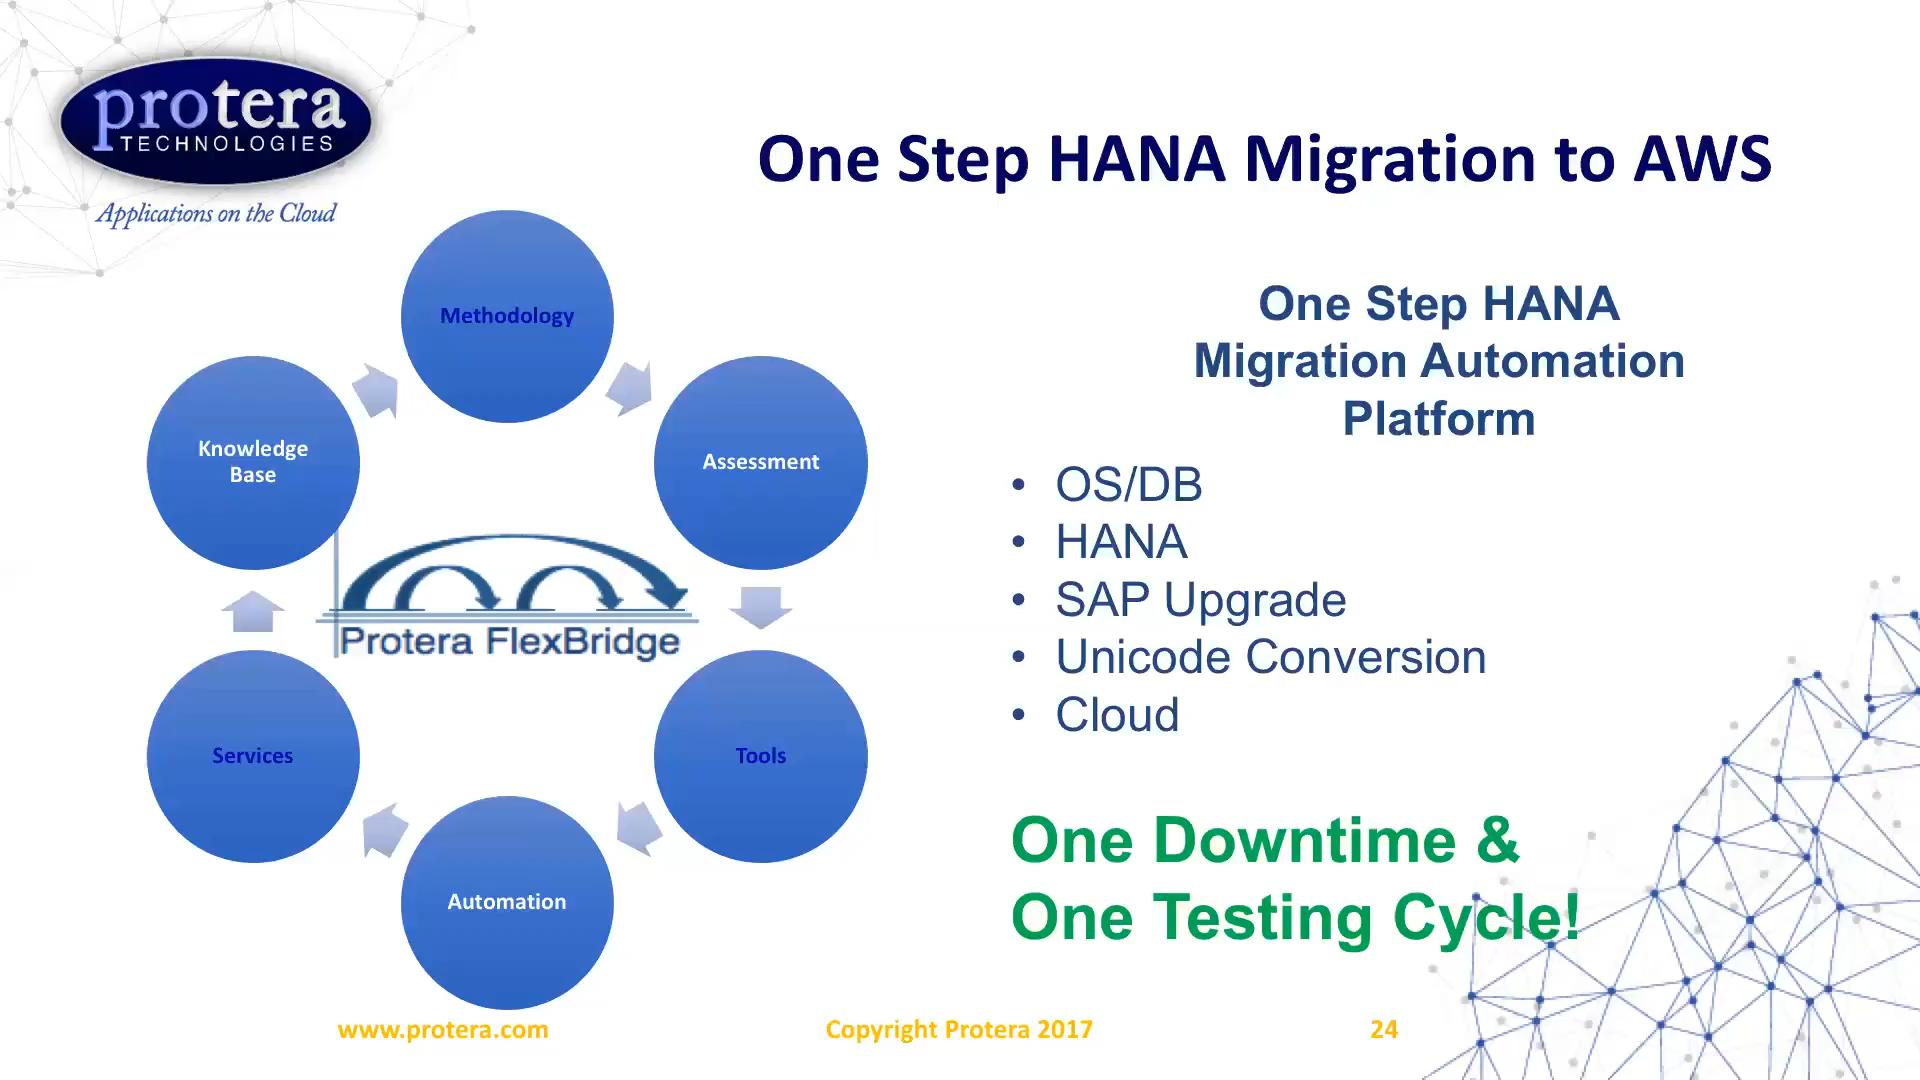 protera
TECHNOLOGIES
Applications on the Cloud
One Step HANA Migration to AWS
Methodology
Assessment
Tools
Automation
Services
Knowledge
Base
Protera FlexBridge
One Step HANA
Migration Automation
Platform
• OS/DB
• HANA
• SAP Upgrade
• Unicode Conversion
• Cloud
One Downtime &
One Testing Cycle!
www.protera.com
Copyright Protera 2017
24